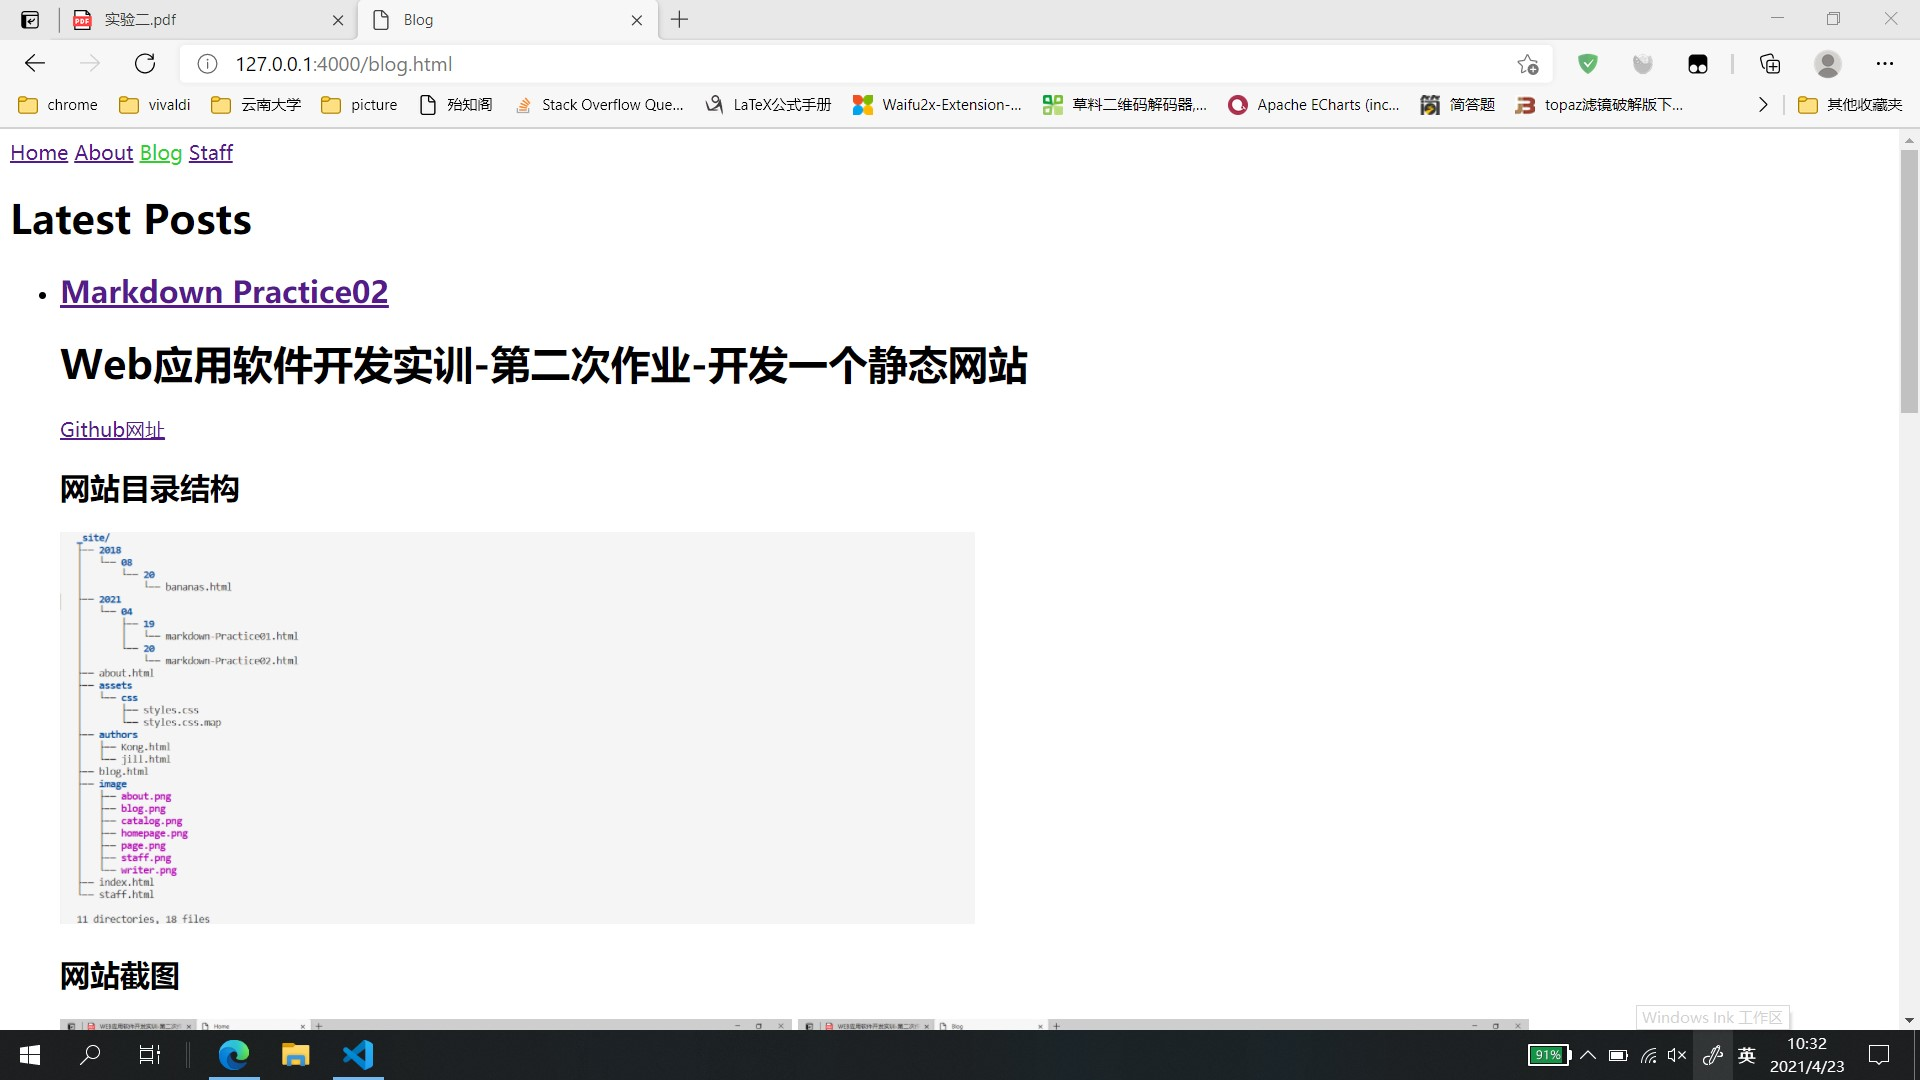 实验二.pdf
Blog
127.0.0.1:4000/blog.html
chrome vivaldi 云南大学 picture 殆知阁 Stack Overflow Que... LaTeX公式手册 Waifu2x-Extension-... 草料二维码解码器,... Apache ECharts (inc... 简答题 topaz滤镜破解版下... 其他收藏夹
Home About Blog Staff
Latest Posts
Markdown Practice02
Web应用软件开发实训-第二次作业-开发一个静态网站
Github网址
网站目录结构
_site/
├── 2018
│   └── 08
│       └── 20
│           └── bananas.html
├── 2021
│   └── 04
│       ├── 19
│       │   └── markdown-Practice01.html
│       └── 20
│           └── markdown-Practice02.html
├── about.html
├── assets
│   └── css
│       ├── styles.css
│       └── styles.css.map
├── authors
│   ├── Kong.html
│   └── jill.html
├── blog.html
├── image
│   ├── about.png
│   ├── blog.png
│   ├── catalog.png
│   ├── homepage.png
│   ├── page.png
│   ├── staff.png
│   └── writer.png
├── index.html
└── staff.html
11 directories, 18 files
网站截图
Home
Blog
Windows Ink 工作区
91%
英
10:32
2021/4/23